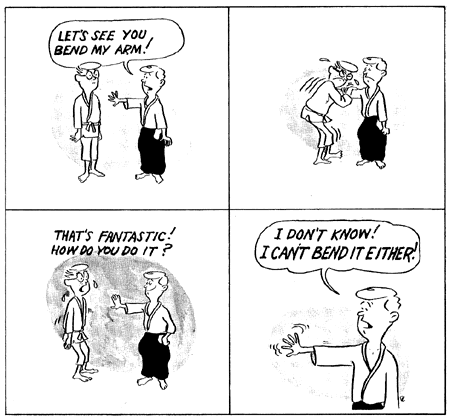 LET'S SEE YOU
BEND MY ARM!
THAT'S FANTASTIC!
HOW DO YOU DO IT?
I DON'T KNOW!
I CAN'T BEND IT EITHER!